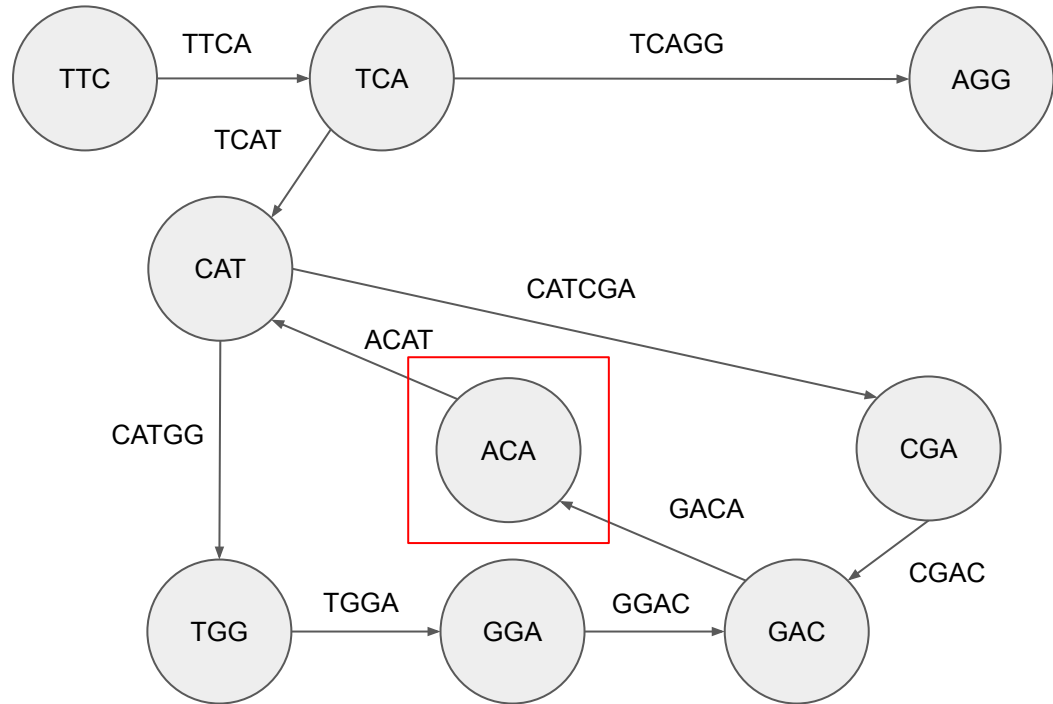 TTCA
TCAGG
TTC
TCA
AGG
TCAT
CAT
CATCGA
ACAT
CATGG
ACA
CGA
GACA
CGAC
TGGA
GGAC
TGG
GGA
GAC